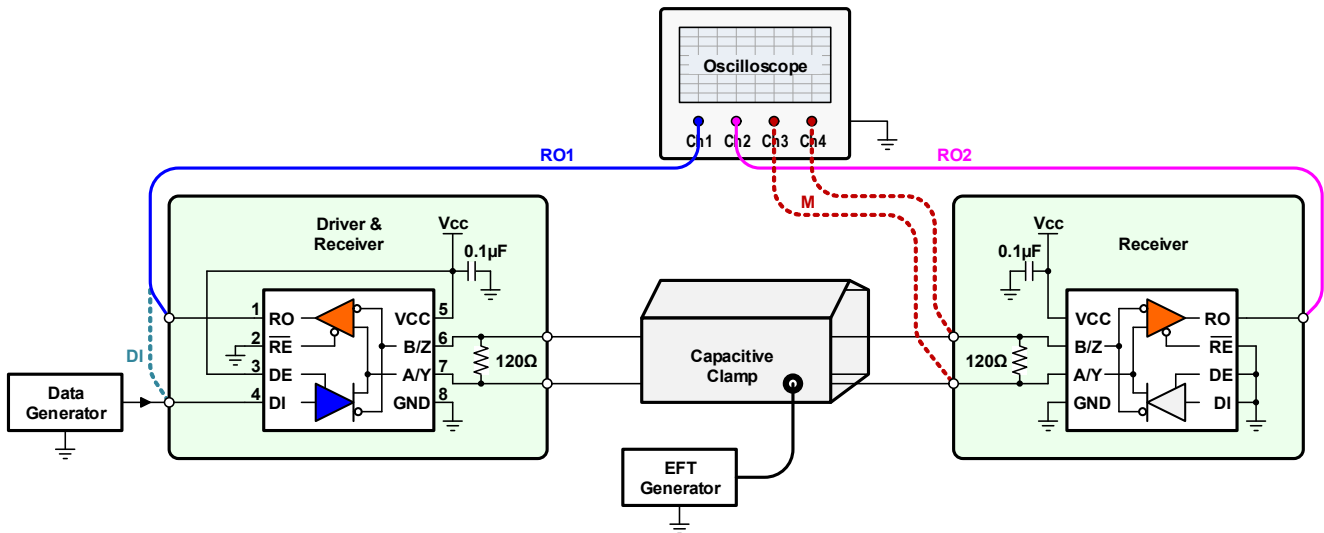 Oscilloscope
Ch1 Ch2 Ch3 Ch4
RO1
RO2
M
Driver &
Receiver
Vcc
0.1µF
1 RO
2 RE
3 DE
4 DI
VCC 5
B/Z 6
A/Y 7
GND 8
120Ω
DI
Data
Generator
Capacitive
Clamp
EFT
Generator
Receiver
Vcc
0.1µF
120Ω
VCC
B/Z
A/Y
GND
RO
RE
DE
DI